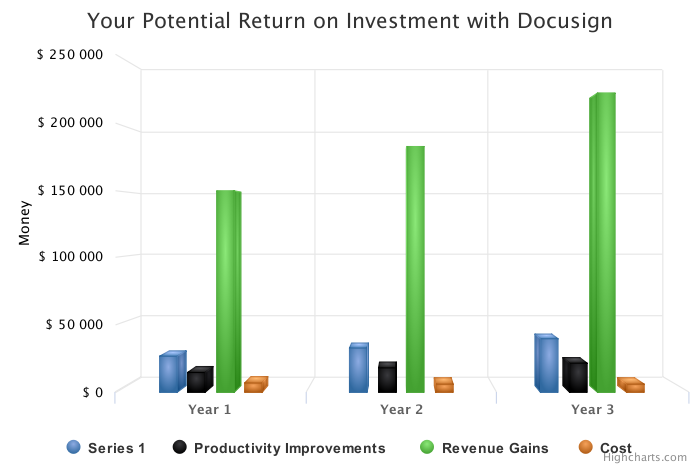 Your Potential Return on Investment with Docusign
$ 250 000
$ 200 000
$ 150 000
$ 100 000
$ 50 000
$ 0
Money
Year 1
Year 2
Year 3
Series 1
Productivity Improvements
Revenue Gains
Cost
Highcharts.com